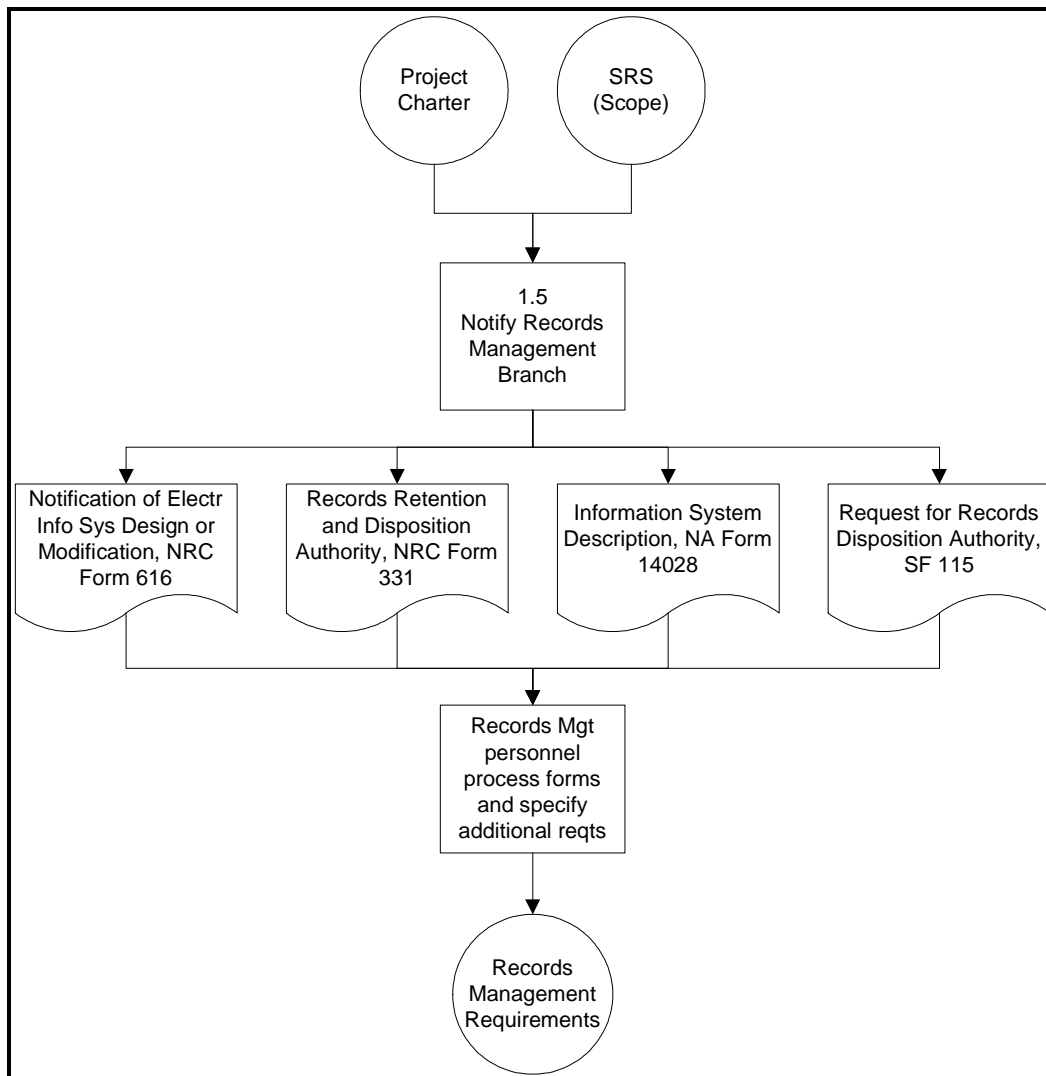 Project
Charter
SRS
(Scope)
1.5
Notify Records
Management
Branch
Notification of Electr
Info Sys Design or
Modification, NRC
Form 616
Records Retention
and Disposition
Authority, NRC Form
331
Information System
Description, NA Form
14028
Request for Records
Disposition Authority,
SF 115
Records Mgt
personnel
process forms
and specify
additional reqts
Records
Management
Requirements